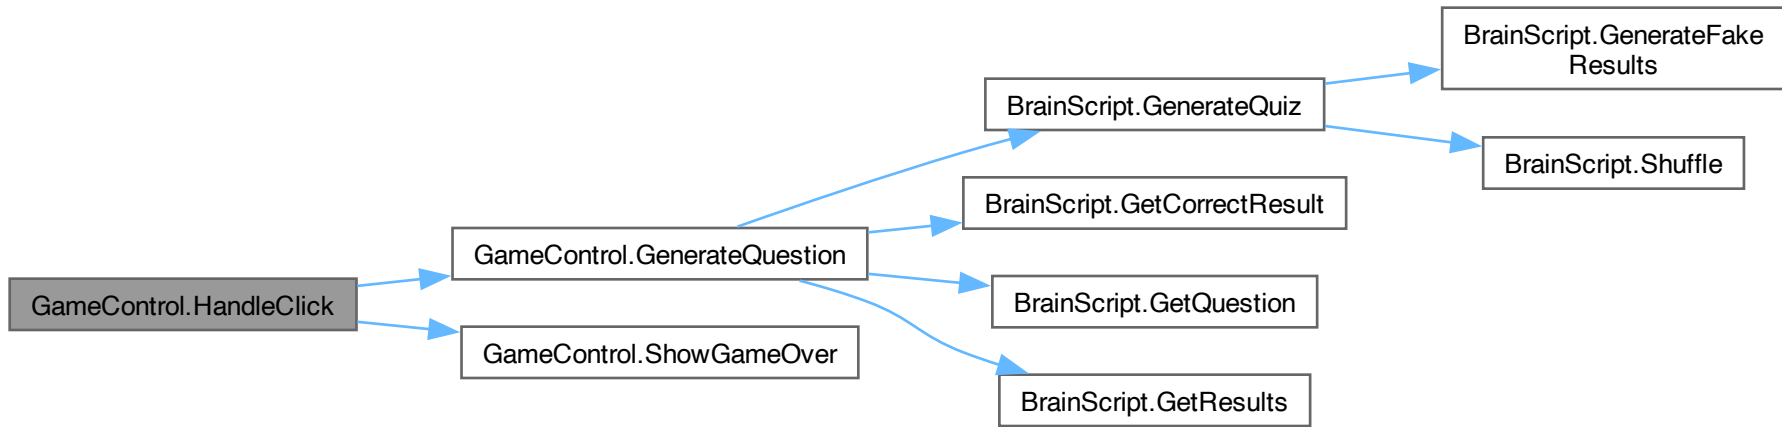 GameControl.HandleClick
GameControl.GenerateQuestion
GameControl.ShowGameOver
BrainScript.GenerateQuiz
BrainScript.GetCorrectResult
BrainScript.GetQuestion
BrainScript.GetResults
BrainScript.GenerateFake
Results
BrainScript.Shuffle